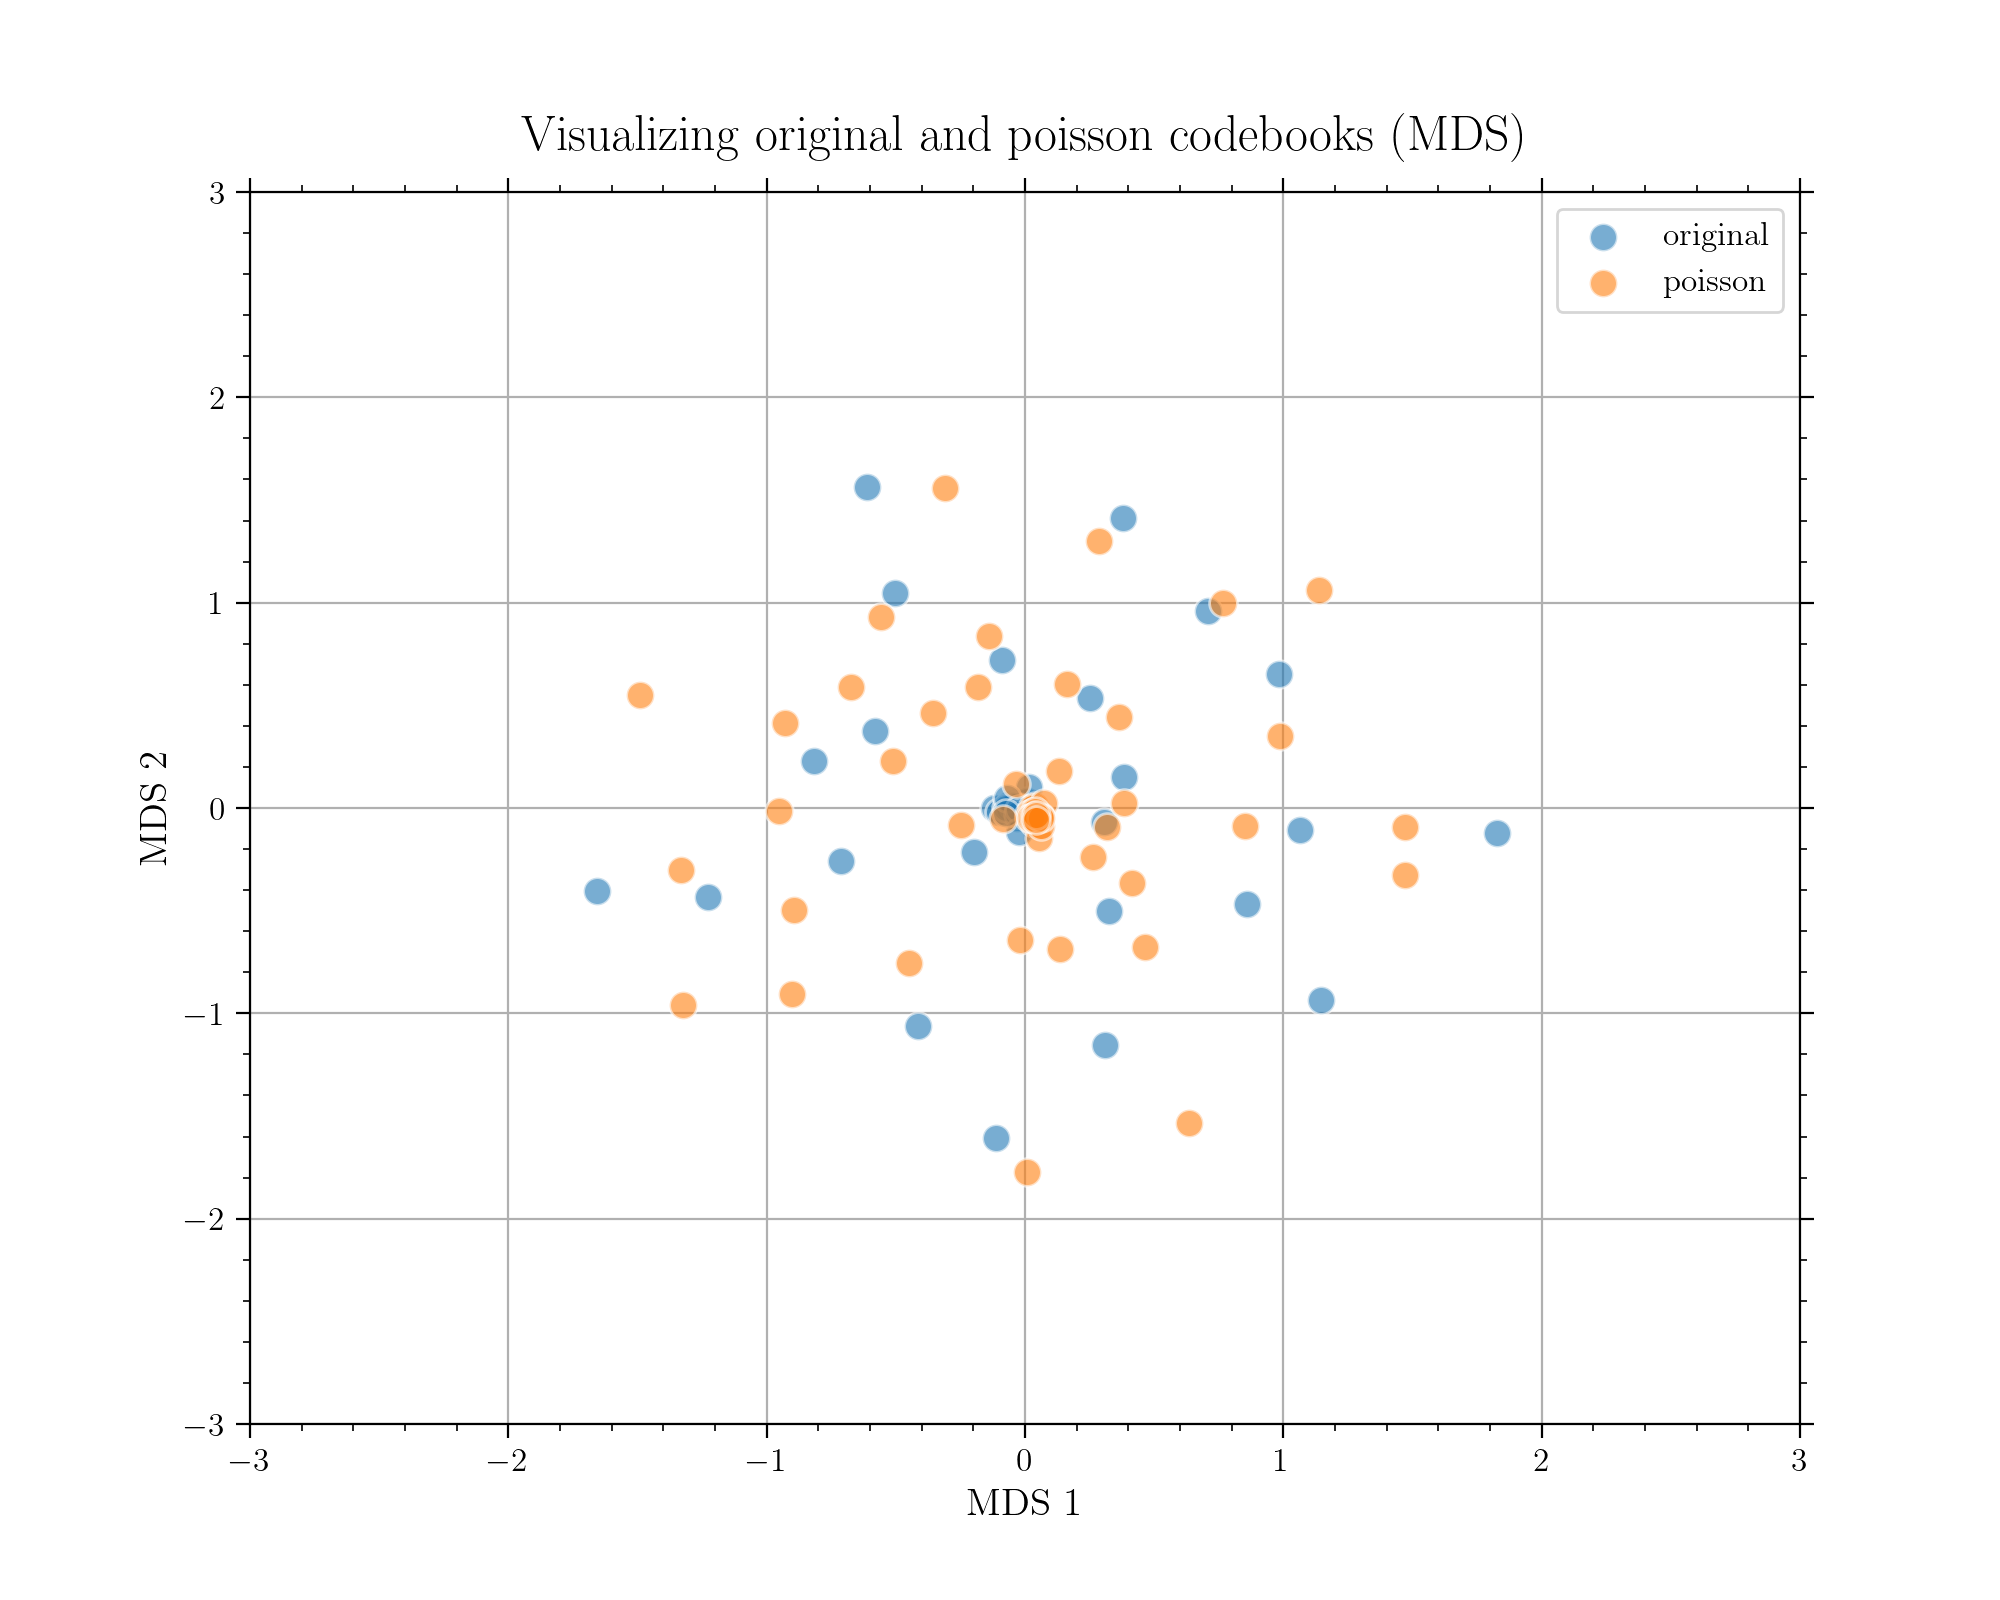 Visualizing original and poisson codebooks (MDS)
original
poisson
3
2
1
0
−1
−2
−3
MDS 2
−3
−2
−1
0
1
2
3
MDS 1